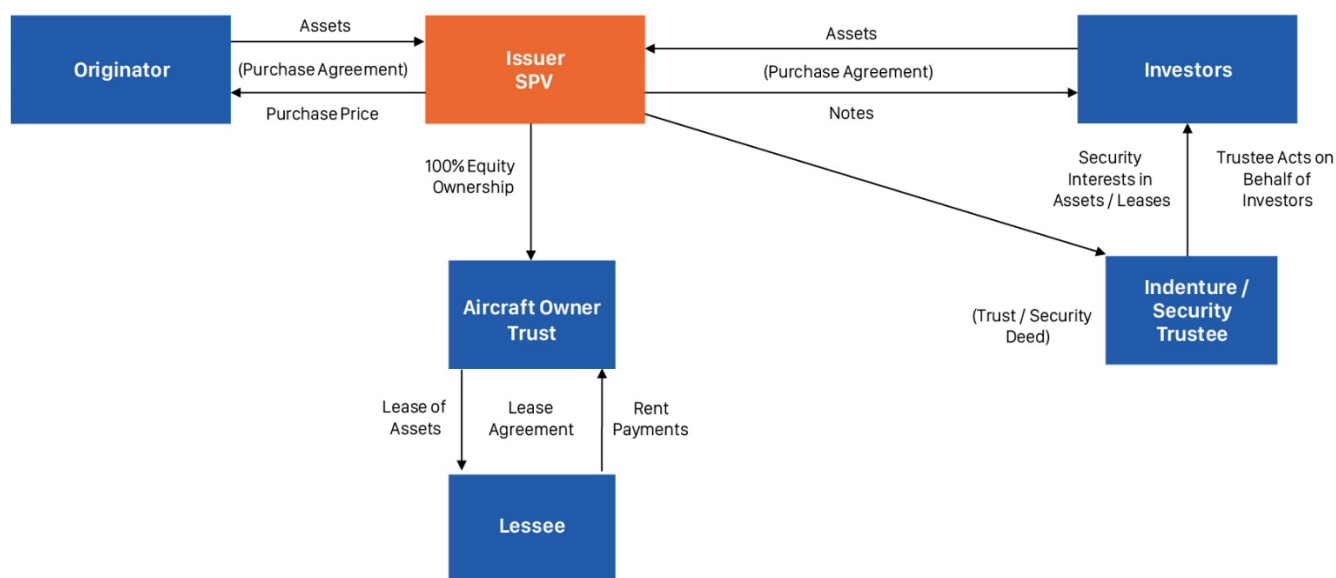 Originator
Assets
(Purchase Agreement)
Purchase Price
Issuer
SPV
Assets
(Purchase Agreement)
Notes
Investors
100% Equity
Ownership
Security
Interests in
Assets / Leases
Trustee Acts on
Behalf of
Investors
Aircraft Owner
Trust
(Trust / Security
Deed)
Indenture /
Security
Trustee
Lease of
Assets
Lease
Agreement
Rent
Payments
Lessee